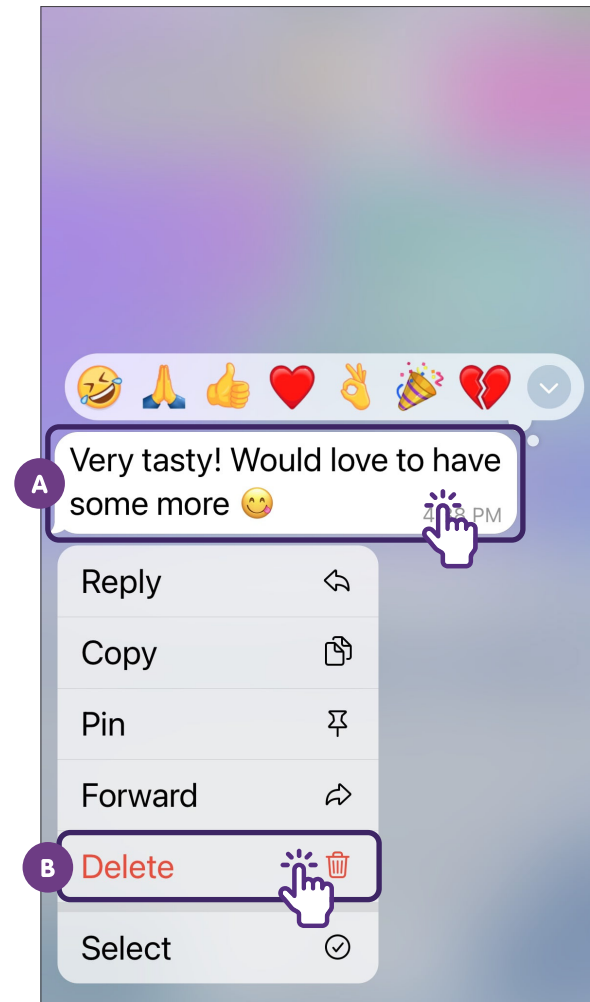 A
Very tasty! Would love to have
some more 😋
PM
Reply
Copy
Pin
Forward
B
Delete
Select